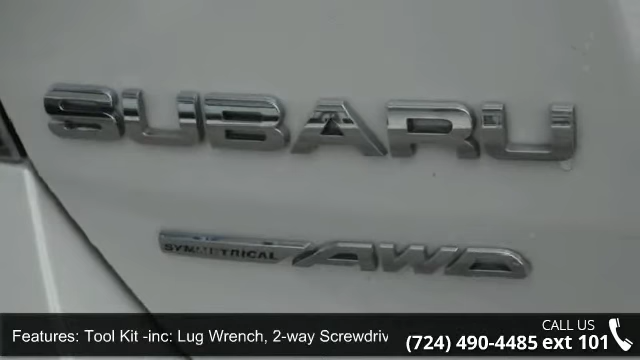 SUBARU
SYMMETRICAL AWD
Features: Tool Kit -inc: Lug Wrench, 2-way Screwdriv
CALL US
(724) 490-4485 ext 101